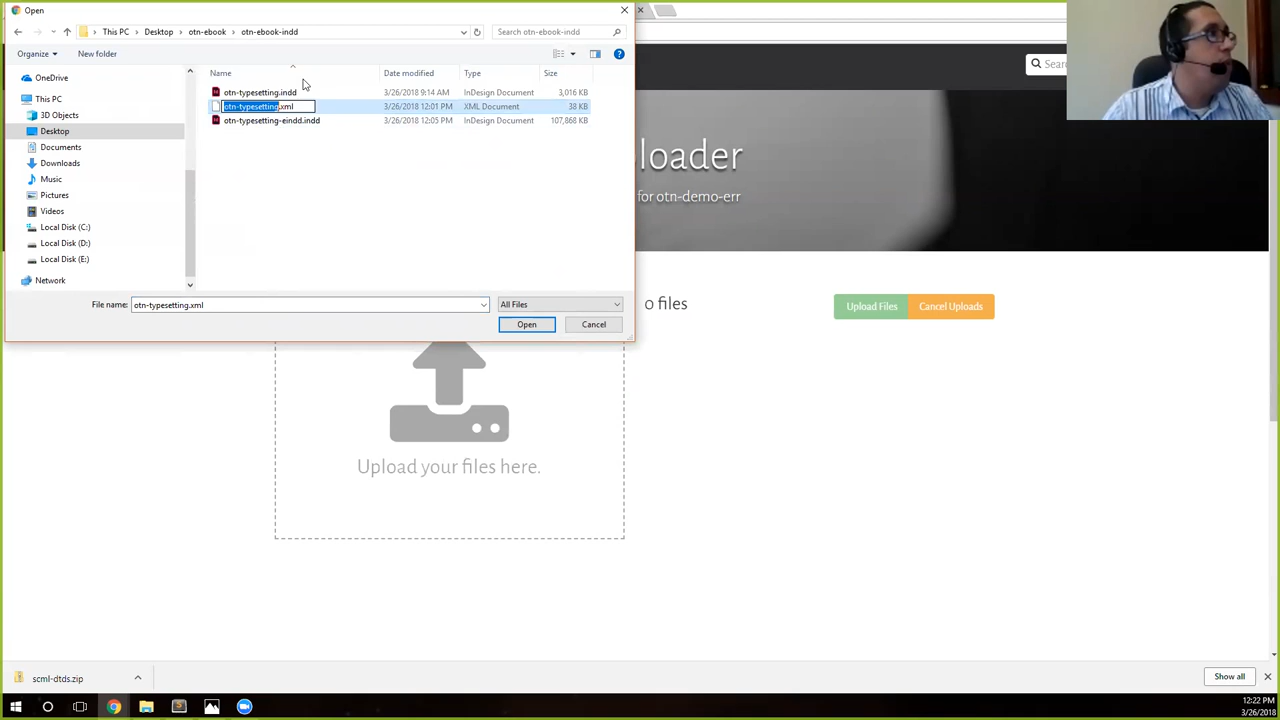 Open
This PC > Desktop > otn-ebook > otn-ebook-indd
Search otn-ebook-indd
Organize
New folder
Name
Date modified
Type
Size
OneDrive
This PC
3D Objects
Desktop
Documents
Downloads
Music
Pictures
Videos
Local Disk (C:)
Local Disk (D:)
Local Disk (E:)
Network
otn-typesetting.indd 3/26/2018 9:14 AM InDesign Document 3,016 KB
otn-typesetting.xml 3/26/2018 12:01 PM XML Document 38 KB
otn-typesetting-eindd.indd 3/26/2018 12:05 PM InDesign Document 107,868 KB
File name: otn-typesetting.xml
All Files
Open
Cancel
loader
for otn-demo-err
0 files
Upload Files
Cancel Uploads
Upload your files here.
scml-dtds.zip
Show all
12:22 PM
3/26/2018